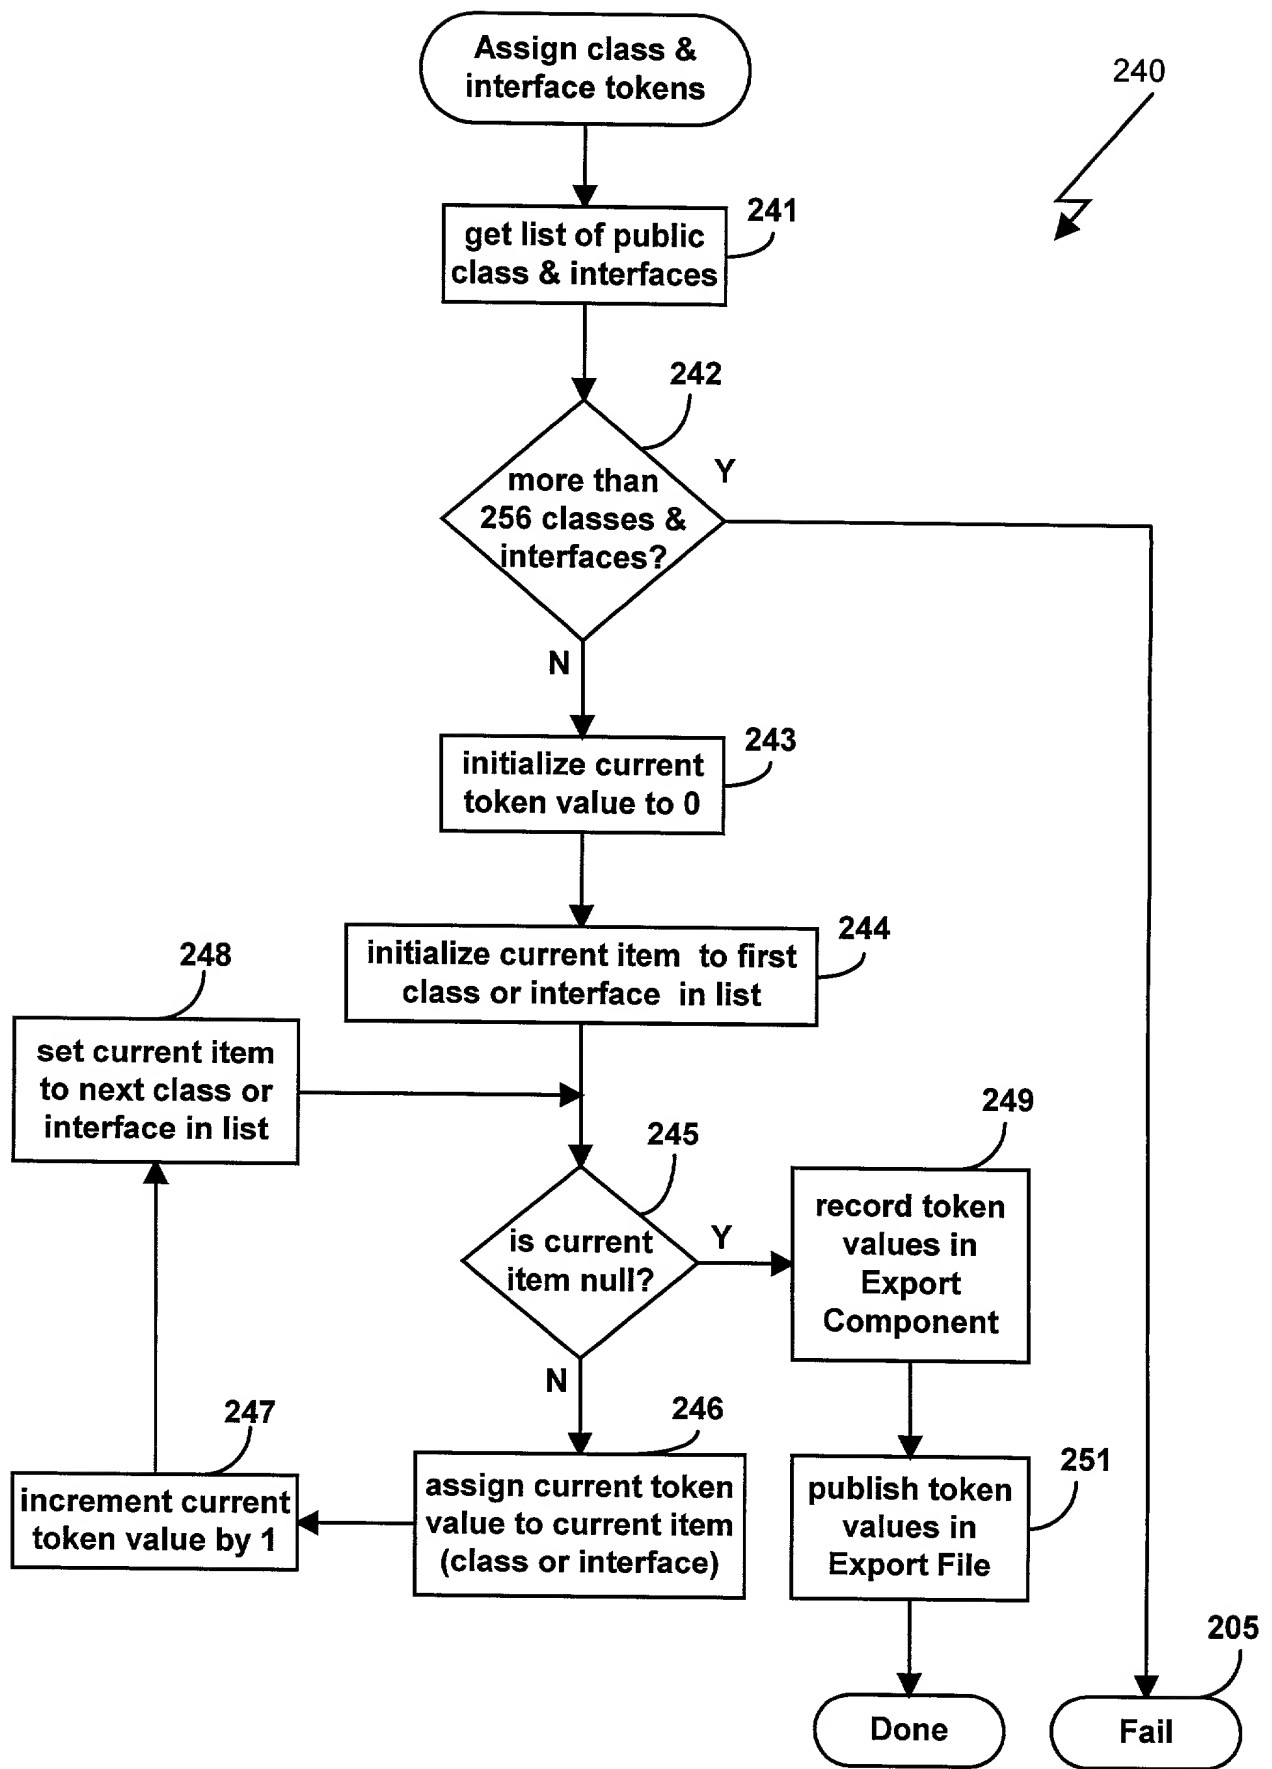 Assign class &
interface tokens
240
241
get list of public
class & interfaces
242
Y
more than
256 classes &
interfaces?
N
243
initialize current
token value to 0
244
initialize current item to first
class or interface in list
248
set current item
to next class or
interface in list
249
245
record token
values in
Export
Component
Y
is current
item null?
N
247
246
251
increment current
token value by 1
assign current token
value to current item
(class or interface)
publish token
values in
Export File
205
Done
Fail